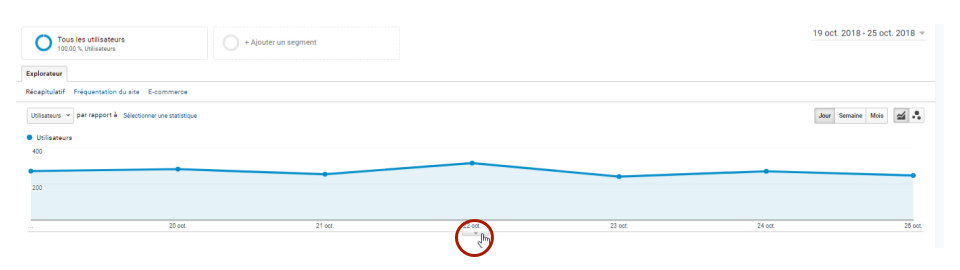 Tous les utilisateurs
100,00 %, Utilisateurs
+ Ajouter un segment
19 oct. 2018 - 25 oct. 2018
Explorateur
Récapitulatif Fréquentation du site E-commerce
Utilisateurs par rapport à Sélectionner une statistique
Jour Semaine Mois
Utilisateurs
400
200
... 20 oct. 21 oct. 22 oct. 23 oct. 24 oct. 25 oct.